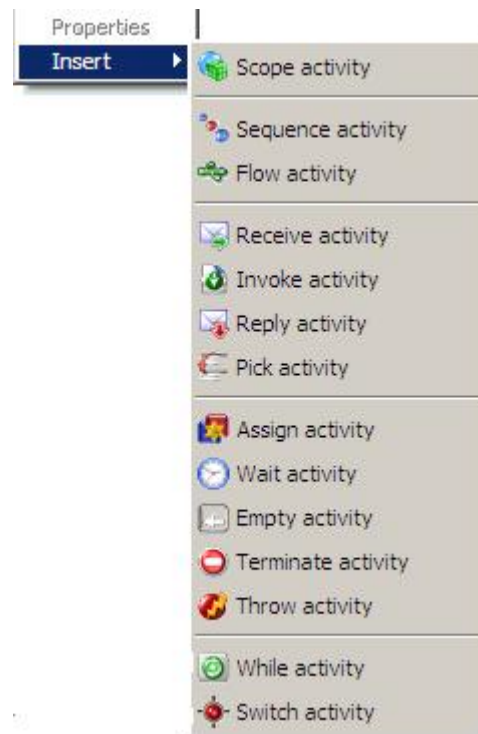 Properties
Insert
Scope activity
Sequence activity
Flow activity
Receive activity
Invoke activity
Reply activity
Pick activity
Assign activity
Wait activity
Empty activity
Terminate activity
Throw activity
While activity
Switch activity